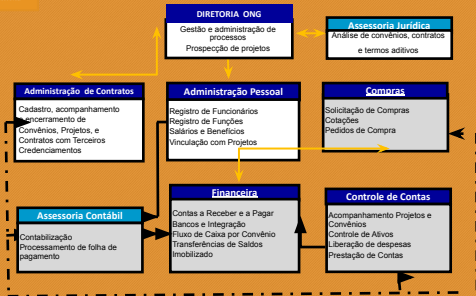 DIRETORIA ONG
Gestão e administração de
processos
Prospecção de projetos
Assessoria Jurídica
Análise de convênios, contratos
e termos aditivos
Administração de Contratos
Cadastro, acompanhamento
e encerramento de
Convênios, Projetos, e
Contratos com Terceiros
Credenciamentos
Administração Pessoal
Registro de Funcionários
Registro de Funções
Salários e Benefícios
Vinculação com Projetos
Compras
Solicitação de Compras
Cotações
Pedidos de Compra
Assessoria Contábil
Contabilização
Processamento de folha de
pagamento
Financeira
Contas a Receber e a Pagar
Bancos e Integração
Fluxo de Caixa por Convênio
Transferências de Saldos
Imobilizado
Controle de Contas
Acompanhamento Projetos e
Convênios
Controle de Ativos
Liberação de despesas
Prestação de Contas